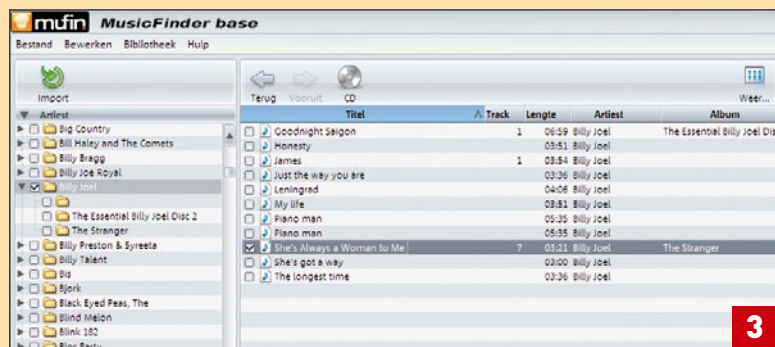 mufin MusicFinder base
Bestand Bewerken Bibliotheek Hulp
Import
Terug Vooruit CD Weer...
Artiest
Big Country
Bill Haley and The Comets
Billy Bragg
Billy Joe Royal
Billy Joel
The Essential Billy Joel Disc 2
The Stranger
Billy Preston & Syreeta
Billy Talent
Bis
Bjork
Black Eyed Peas, The
Blind Melon
Blink 182
Bloc Party
Titel Track Lengte Artiest Album
Goodnight Saigon 1 06:59 Billy Joel The Essential Billy Joel Dis
Honesty 03:51 Billy Joel
James 1 03:54 Billy Joel
Just the way you are 03:36 Billy Joel
Leningrad 04:06 Billy Joel
My life 03:51 Billy Joel
Piano man 05:35 Billy Joel
Piano man 05:35 Billy Joel
She's Always a Woman to Me 7 03:21 Billy Joel The Stranger
She's got a way 03:00 Billy Joel
The longest time 03:36 Billy Joel
3